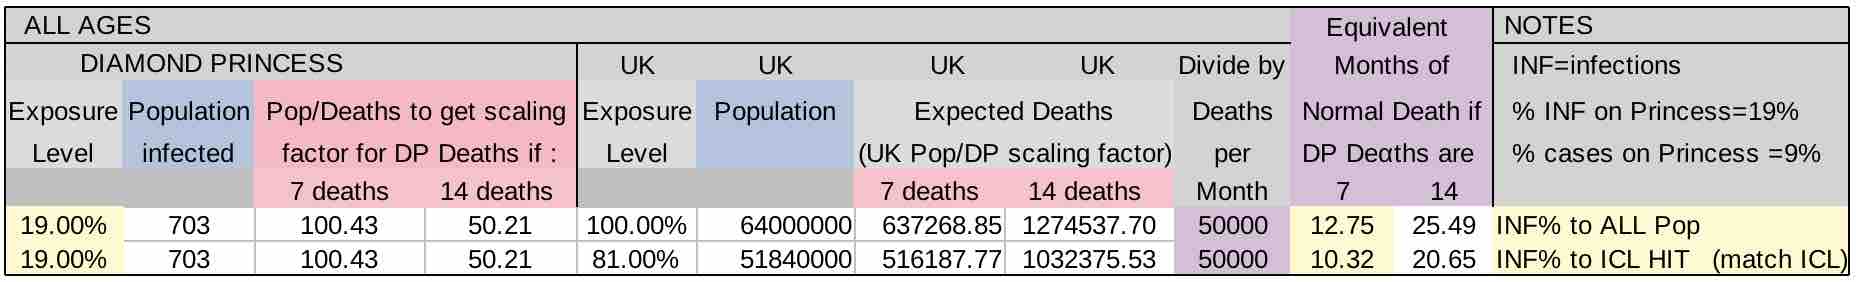 ALL AGES Equivalent NOTES
DIAMOND PRINCESS UK UK UK UK Divide by Months of INF=infections
Exposure Population Pop/Deaths to get scaling Exposure Population Expected Deaths Deaths Normal Death if % INF on Princess=19%
Level infected factor for DP Deaths if : Level (UK Pop/DP scaling factor) per DP Deaths are % cases on Princess =9%
7 deaths 14 deaths 7 deaths 14 deaths Month 7 14
19.00% 703 100.43 50.21 100.00% 64000000 637268.85 1274537.70 50000 12.75 25.49 INF% to ALL Pop
19.00% 703 100.43 50.21 81.00% 51840000 516187.77 1032375.53 50000 10.32 20.65 INF% to ICL HIT (match ICL)